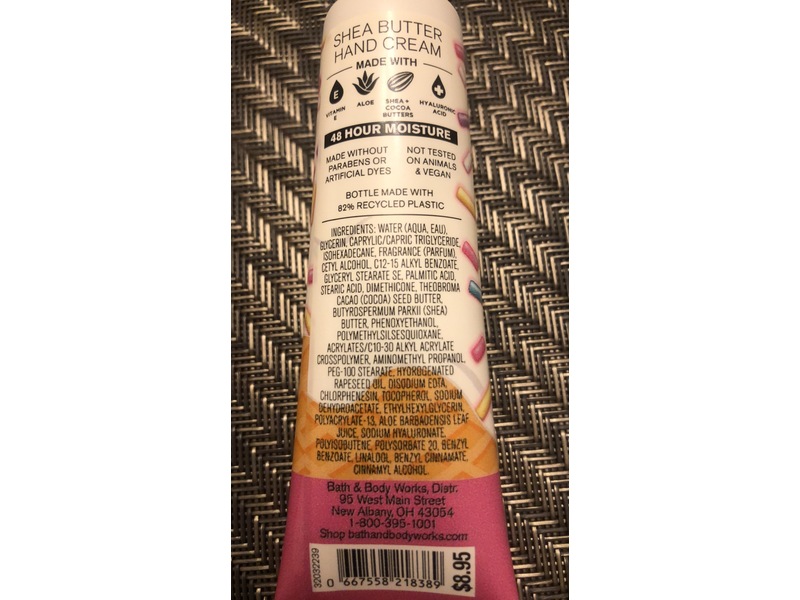 SHEA BUTTER
HAND CREAM
MADE WITH
E
VITAMIN
E
ALOE
SHEA +
COCOA
BUTTERS
HYALURONIC
ACID
48 HOUR MOISTURE
MADE WITHOUT
PARABENS OR
ARTIFICIAL DYES
NOT TESTED
ON ANIMALS
& VEGAN
BOTTLE MADE WITH
82% RECYCLED PLASTIC
INGREDIENTS: WATER (AQUA, EAU),
GLYCERIN, CAPRYLIC/CAPRIC TRIGLYCERIDE,
ISOHEXADECANE, FRAGRANCE (PARFUM),
CETYL ALCOHOL, C12-15 ALKYL BENZOATE,
GLYCERYL STEARATE SE, PALMITIC ACID,
STEARIC ACID, DIMETHICONE, THEOBROMA
CACAO (COCOA) SEED BUTTER,
BUTYROSPERMUM PARKII (SHEA)
BUTTER, PHENOXYETHANOL,
POLYMETHYLSILSESQUIOXANE,
ACRYLATES/C10-30 ALKYL ACRYLATE
CROSSPOLYMER, AMINOMETHYL PROPANOL,
PEG-100 STEARATE, HYDROGENATED
RAPESEED OIL, DISODIUM EDTA,
CHLORPHENESIN, TOCOPHEROL, SODIUM
DEHYDROACETATE, ETHYLHEXYLGLYCERIN,
POLYACRYLATE-13, ALOE BARBADENSIS LEAF
JUICE, SODIUM HYALURONATE,
POLYISOBUTENE, POLYSORBATE 20, BENZYL
BENZOATE, LINALOOL, BENZYL CINNAMATE,
CINNAMYL ALCOHOL.
Bath & Body Works, Distr.
95 West Main Street
New Albany, OH 43054
1-800-395-1001
Shop bathandbodyworks.com
32032239
0 667558 218389
$8.95